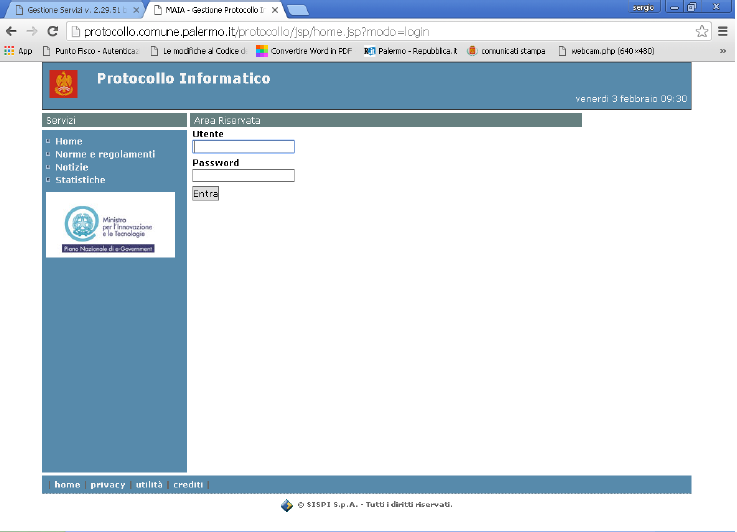 Gestione Servizi v. 2.29.51
MAIA - Gestione Protocollo I
sergio
protocollo.comune.palermo.it/protocollo/jsp/home.jsp?modo=login
App
Punto Fisco - Autentica
Le modifiche al Codice d
Convertire Word in PDF
Palermo - Repubblica.it
comunicati stampa
webcam.php (640×480)
»
Protocollo Informatico
venerdì 3 febbraio 09:30
Servizi
Area Riservata
Utente
Home
Norme e regolamenti
Notizie
Statistiche
Password
Entra
Ministro
per l'Innovazione
e le Tecnologie
Piano Nazionale di e-Government
| home | privacy | utilità | crediti |
© SISPI S.p.A. - Tutti i diritti riservati.